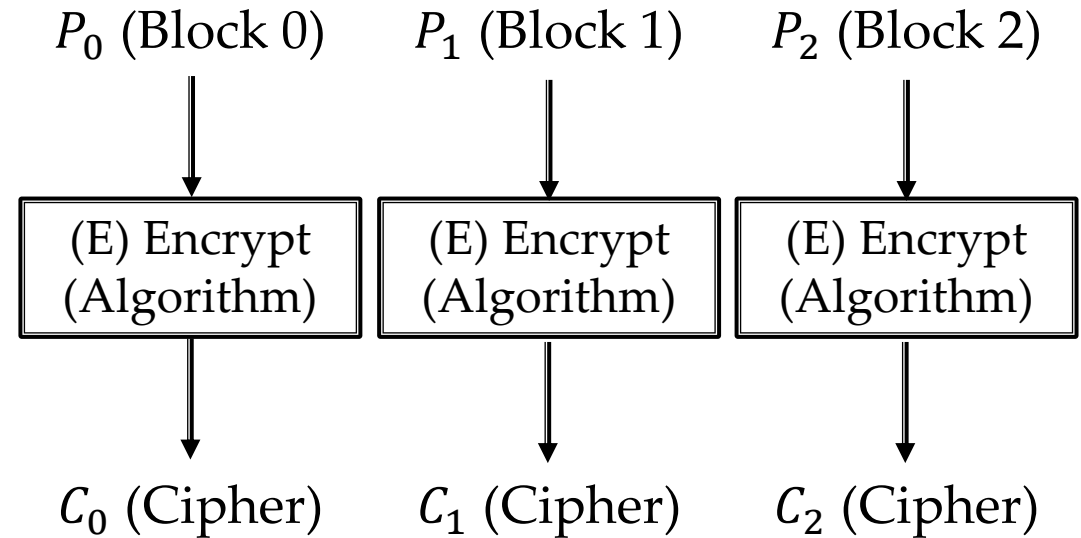 P₀ (Block 0) P₁ (Block 1) P₂ (Block 2)
(E) Encrypt
(Algorithm)
(E) Encrypt
(Algorithm)
(E) Encrypt
(Algorithm)
C₀ (Cipher) C₁ (Cipher) C₂ (Cipher)